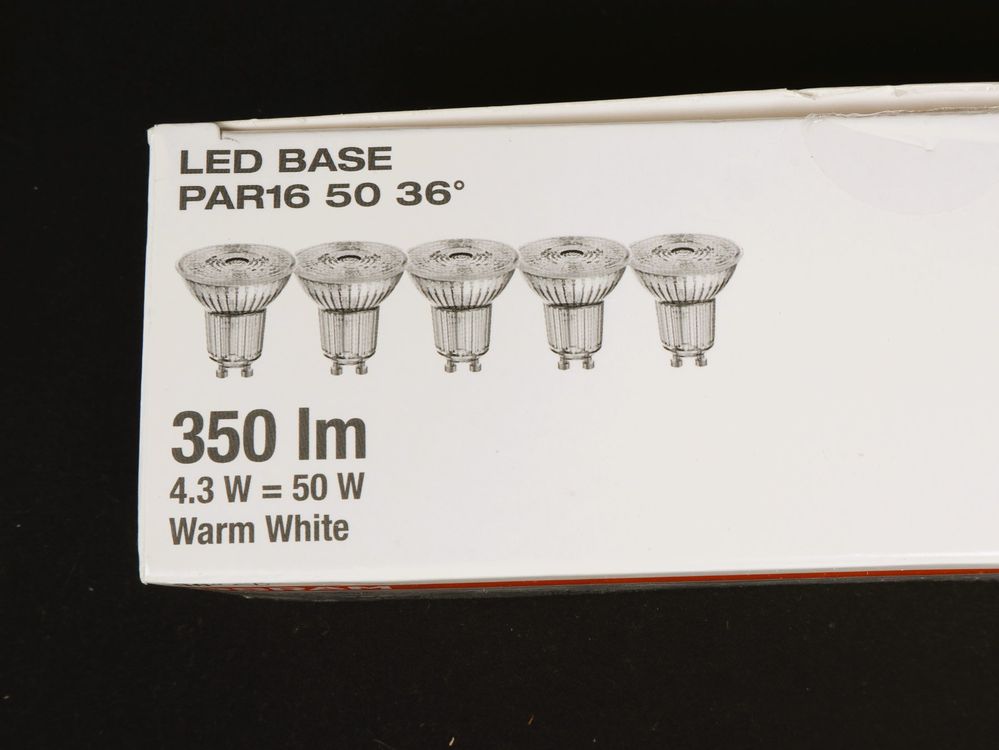 LED BASE
PAR16 50 36°
350 lm
4.3 W = 50 W
Warm White